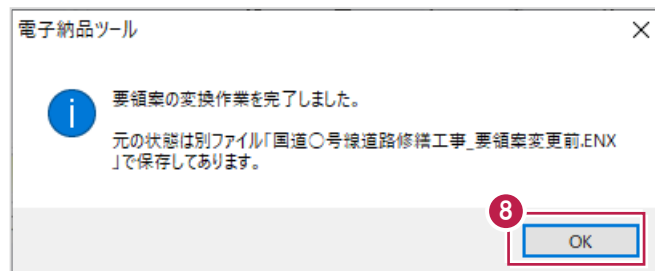 電子納品ツール
要領案の変換作業を完了しました。
元の状態は別ファイル「国道〇号線道路修繕工事_要領案変更前.ENX
」で保存してあります。
8
OK